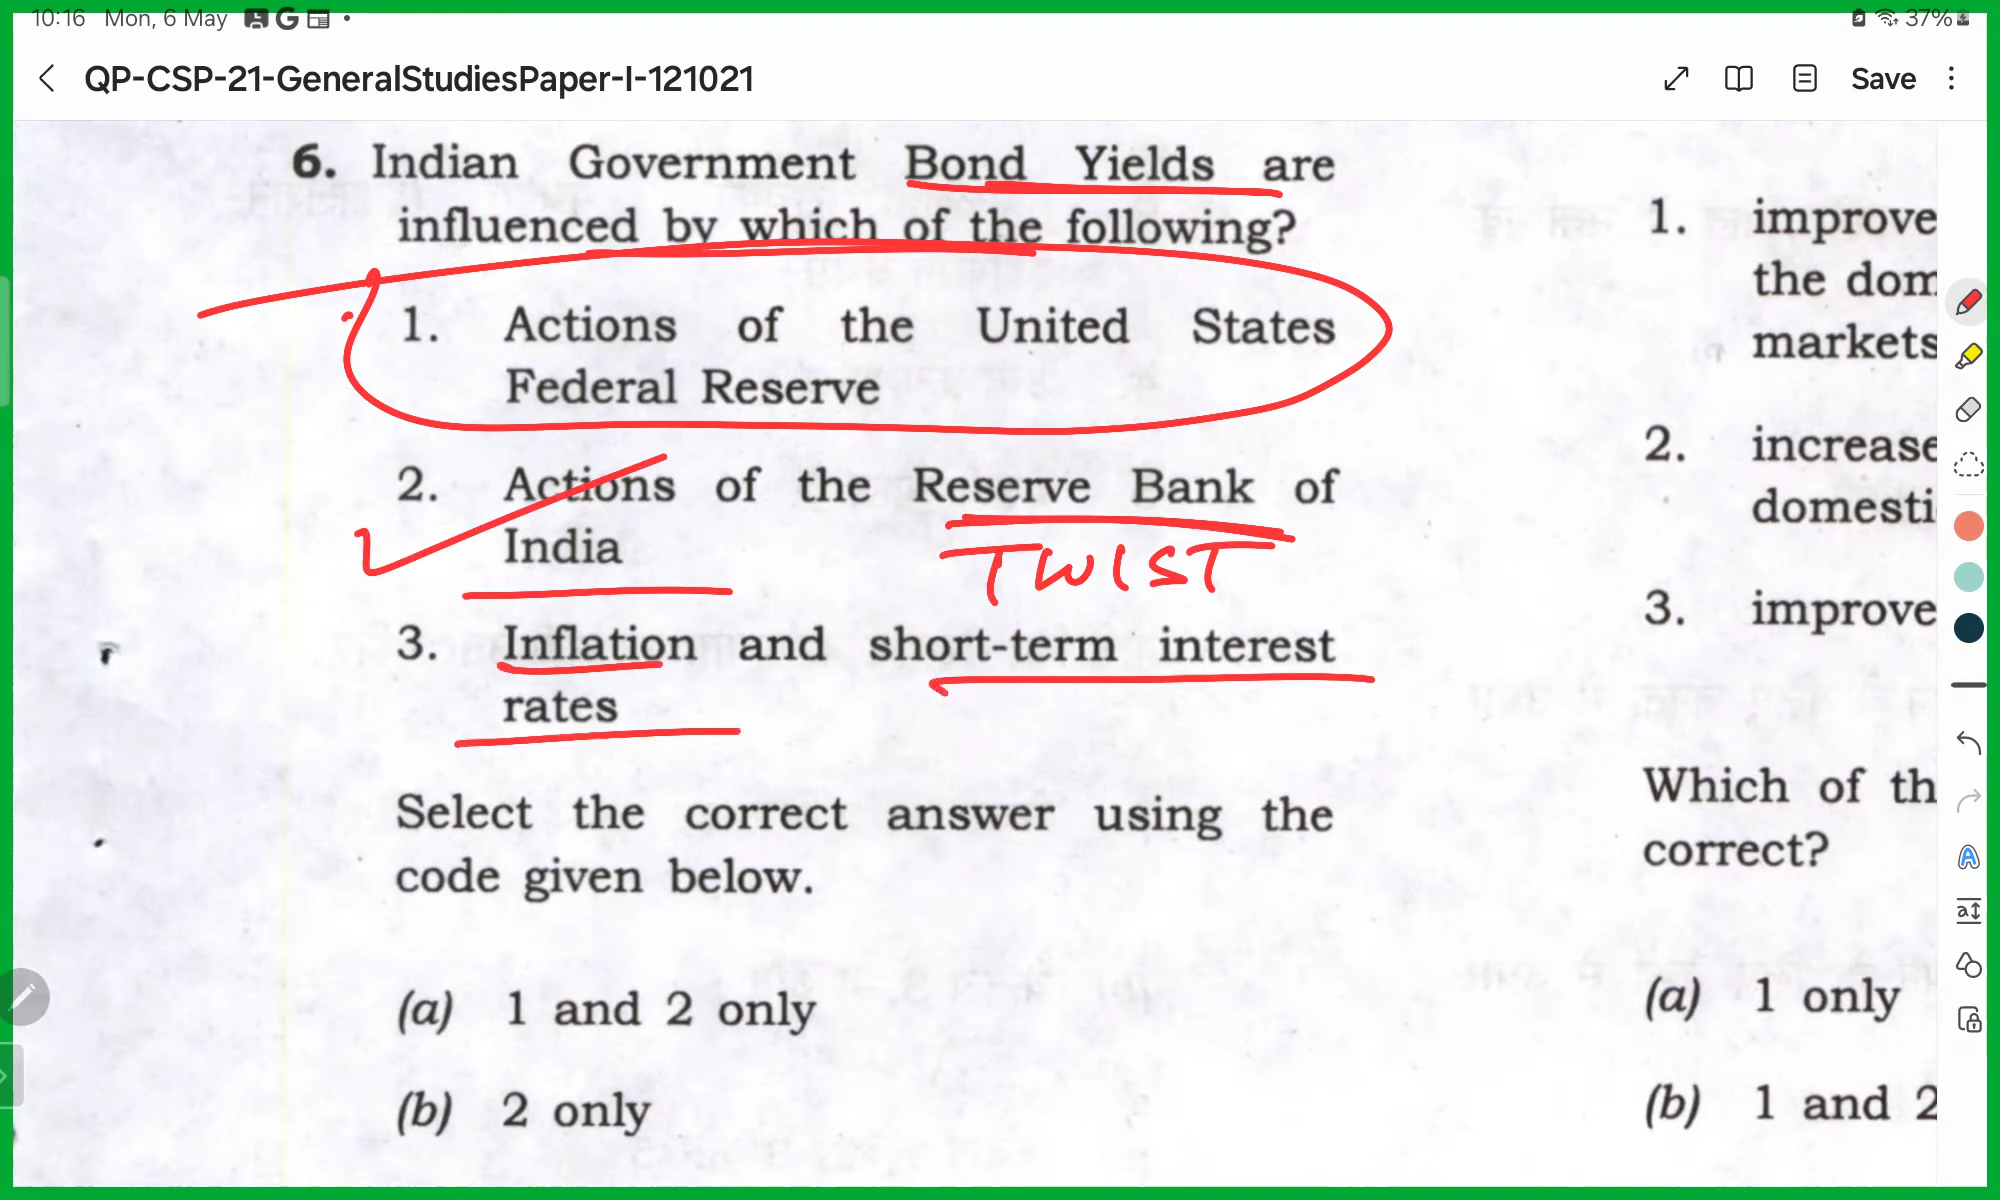 10:16 Mon, 6 May
37%
QP-CSP-21-GeneralStudiesPaper-I-121021
Save
6. Indian Government Bond Yields are
influenced by which of the following?
1. Actions of the United States
Federal Reserve
2. Actions of the Reserve Bank of
India
TWIST
3. Inflation and short-term interest
rates
Select the correct answer using the
code given below.
(a) 1 and 2 only
(b) 2 only
1. improve
the dom
markets
2. increase
domesti
3. improve
Which of th
correct?
(a) 1 only
(b) 1 and 2